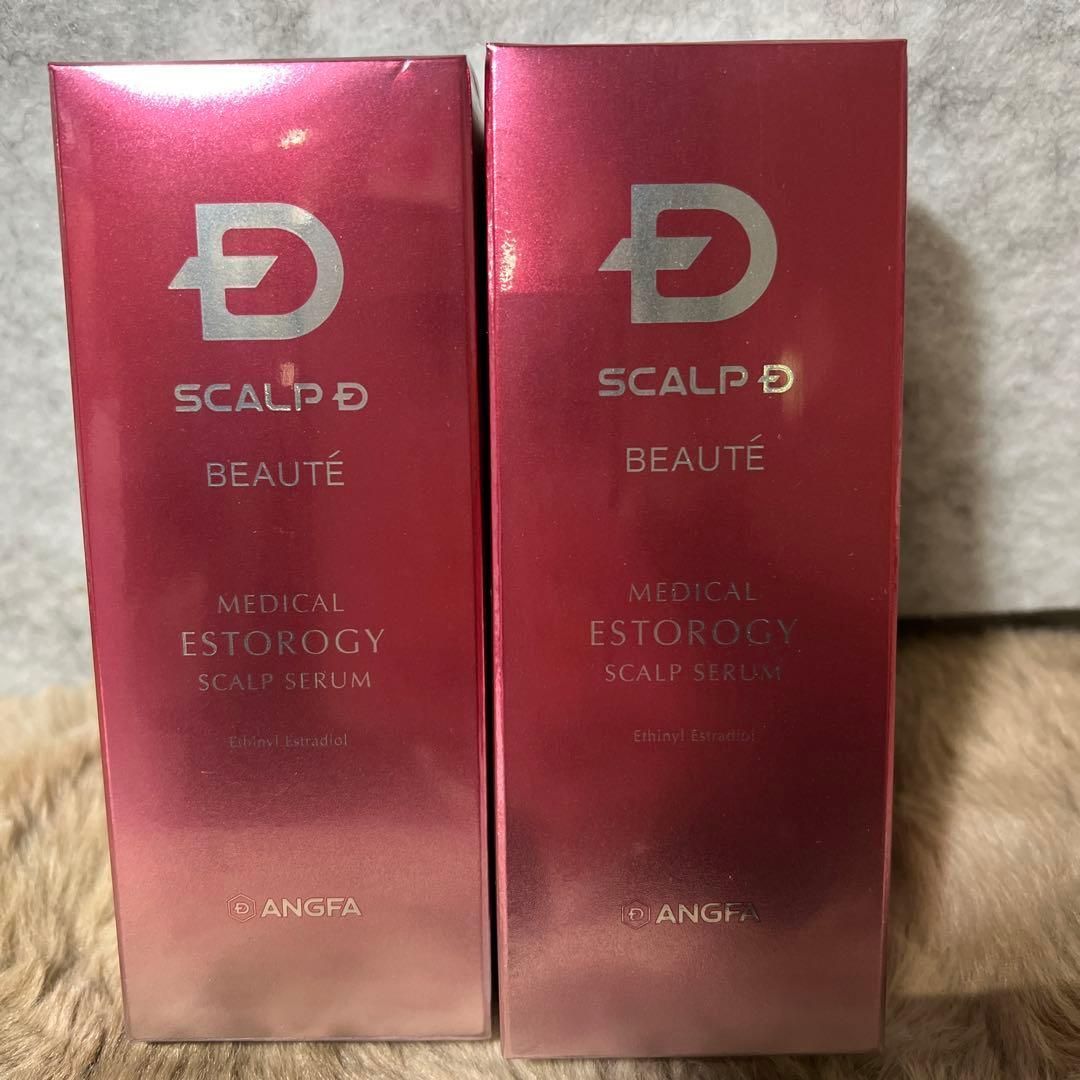 Ð
SCALP Ð
BEAUTÉ
MEDICAL
ESTOROGY
SCALP SERUM
Ethinyl Estradiol
Ð ANGFA
Ð
SCALP Ð
BEAUTÉ
MEDICAL
ESTOROGY
SCALP SERUM
Ethinyl Estradiol
Ð ANGFA